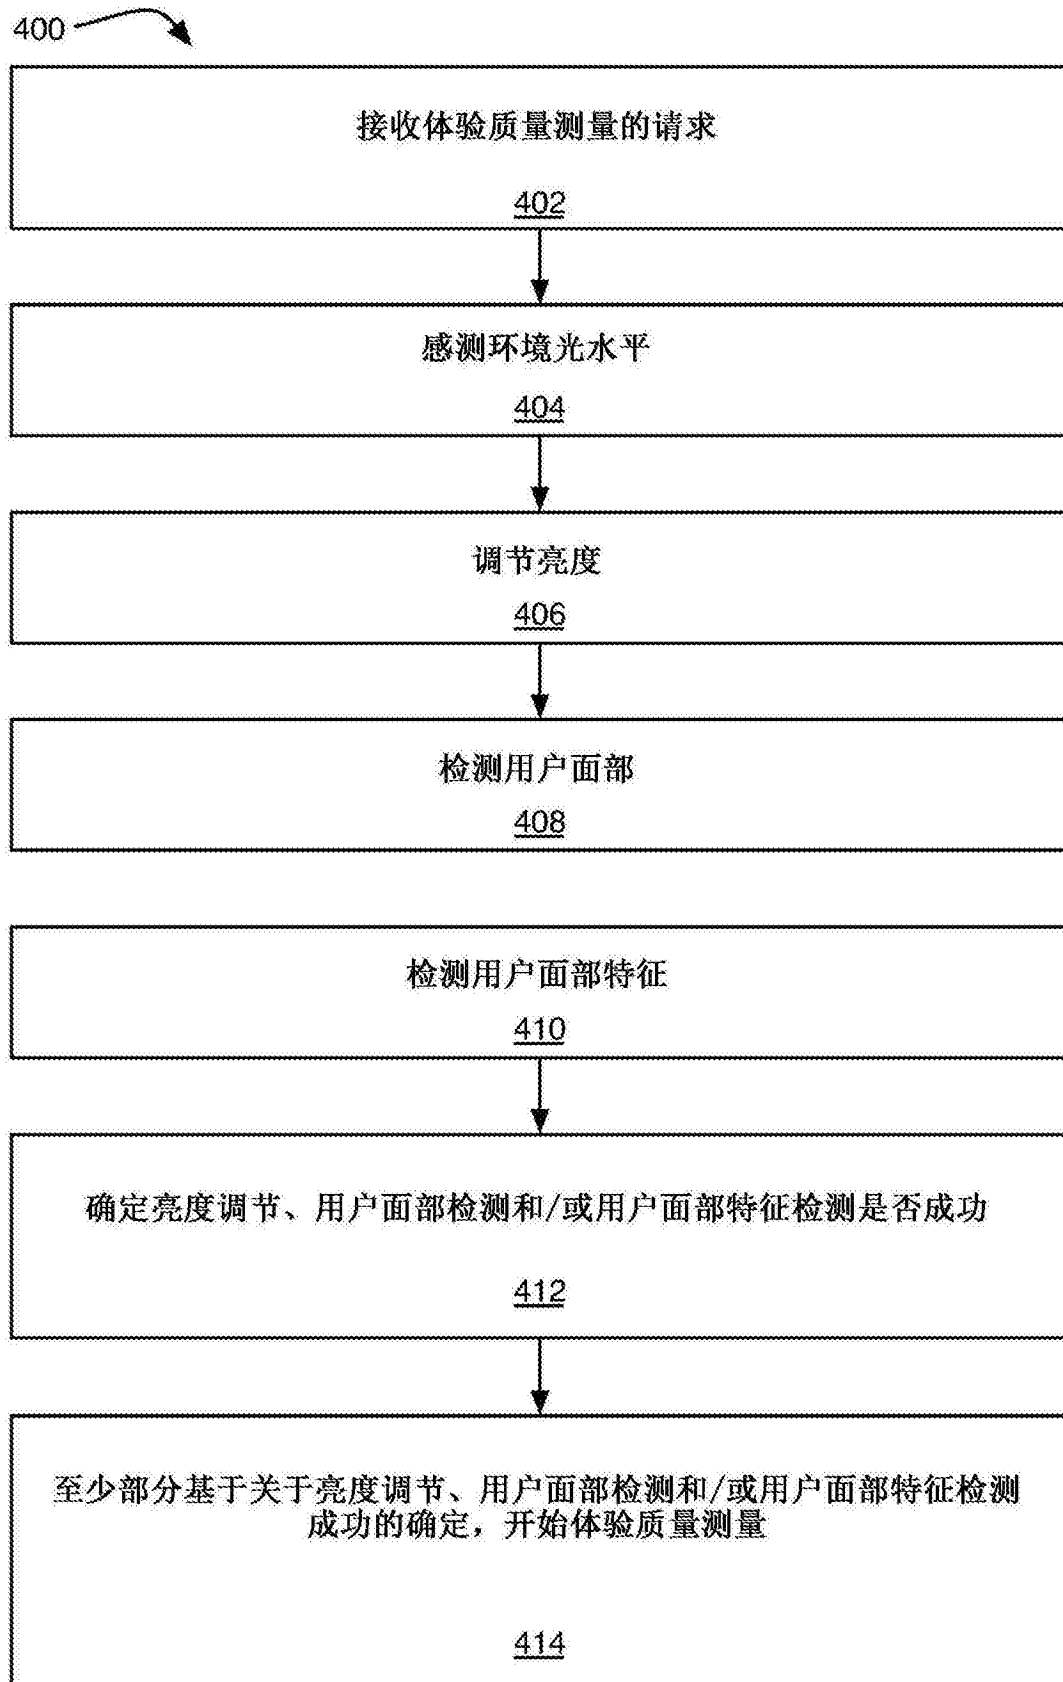 400
接收体验质量测量的请求
402
感测环境光水平
404
调节亮度
406
检测用户面部
408
检测用户面部特征
410
确定亮度调节、用户面部检测和/或用户面部特征检测是否成功
412
至少部分基于关于亮度调节、用户面部检测和/或用户面部特征检测
成功的确定，开始体验质量测量
414